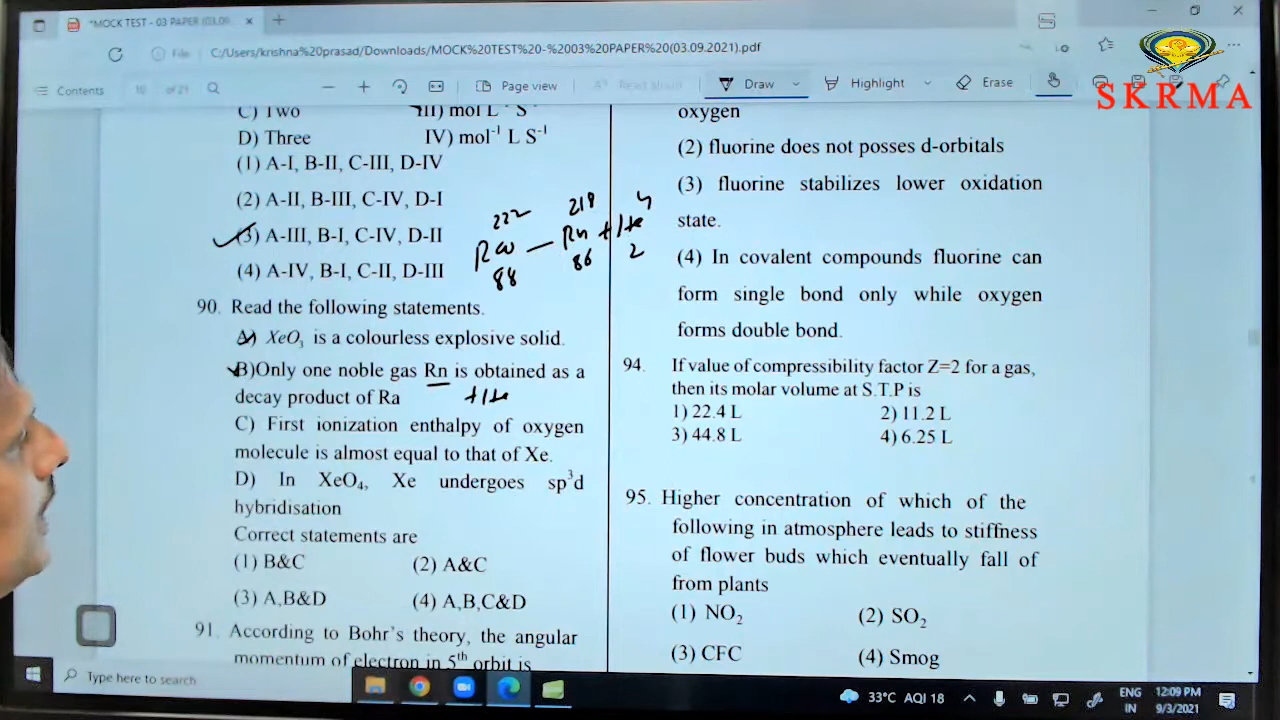 *MOCK TEST - 03 PAPER (03.09
File
C:/Users/krishna%20prasad/Downloads/MOCK%20TEST%20-%2003%20PAPER%20(03.09.2021).pdf
SKRMA
Contents
10 of 21
Page view
Read aloud
Draw
Highlight
Erase
C) Two III) mol L⁻¹ S⁻¹
D) Three IV) mol⁻¹ L S⁻¹
(1) A-I, B-II, C-III, D-IV
(2) A-II, B-III, C-IV, D-I
(3) A-III, B-I, C-IV, D-II
(4) A-IV, B-I, C-II, D-III
222 218 4
Ra — Rn + He
88 86 2
90. Read the following statements.
A) XeO₃ is a colourless explosive solid.
B)Only one noble gas Rn is obtained as a
decay product of Ra
+He
C) First ionization enthalpy of oxygen
molecule is almost equal to that of Xe.
D) In XeO₄, Xe undergoes sp³d
hybridisation
Correct statements are
(1) B&C (2) A&C
(3) A,B&D (4) A,B,C&D
91. According to Bohr's theory, the angular
momentum of electron in 5ᵗʰ orbit is
oxygen
(2) fluorine does not posses d-orbitals
(3) fluorine stabilizes lower oxidation
state.
(4) In covalent compounds fluorine can
form single bond only while oxygen
forms double bond.
94. If value of compressibility factor Z=2 for a gas,
then its molar volume at S.T.P is
1) 22.4 L 2) 11.2 L
3) 44.8 L 4) 6.25 L
95. Higher concentration of which of the
following in atmosphere leads to stiffness
of flower buds which eventually fall of
from plants
(1) NO₂ (2) SO₂
(3) CFC (4) Smog
Type here to search
33°C AQI 18
ENG
IN
12:09 PM
9/3/2021